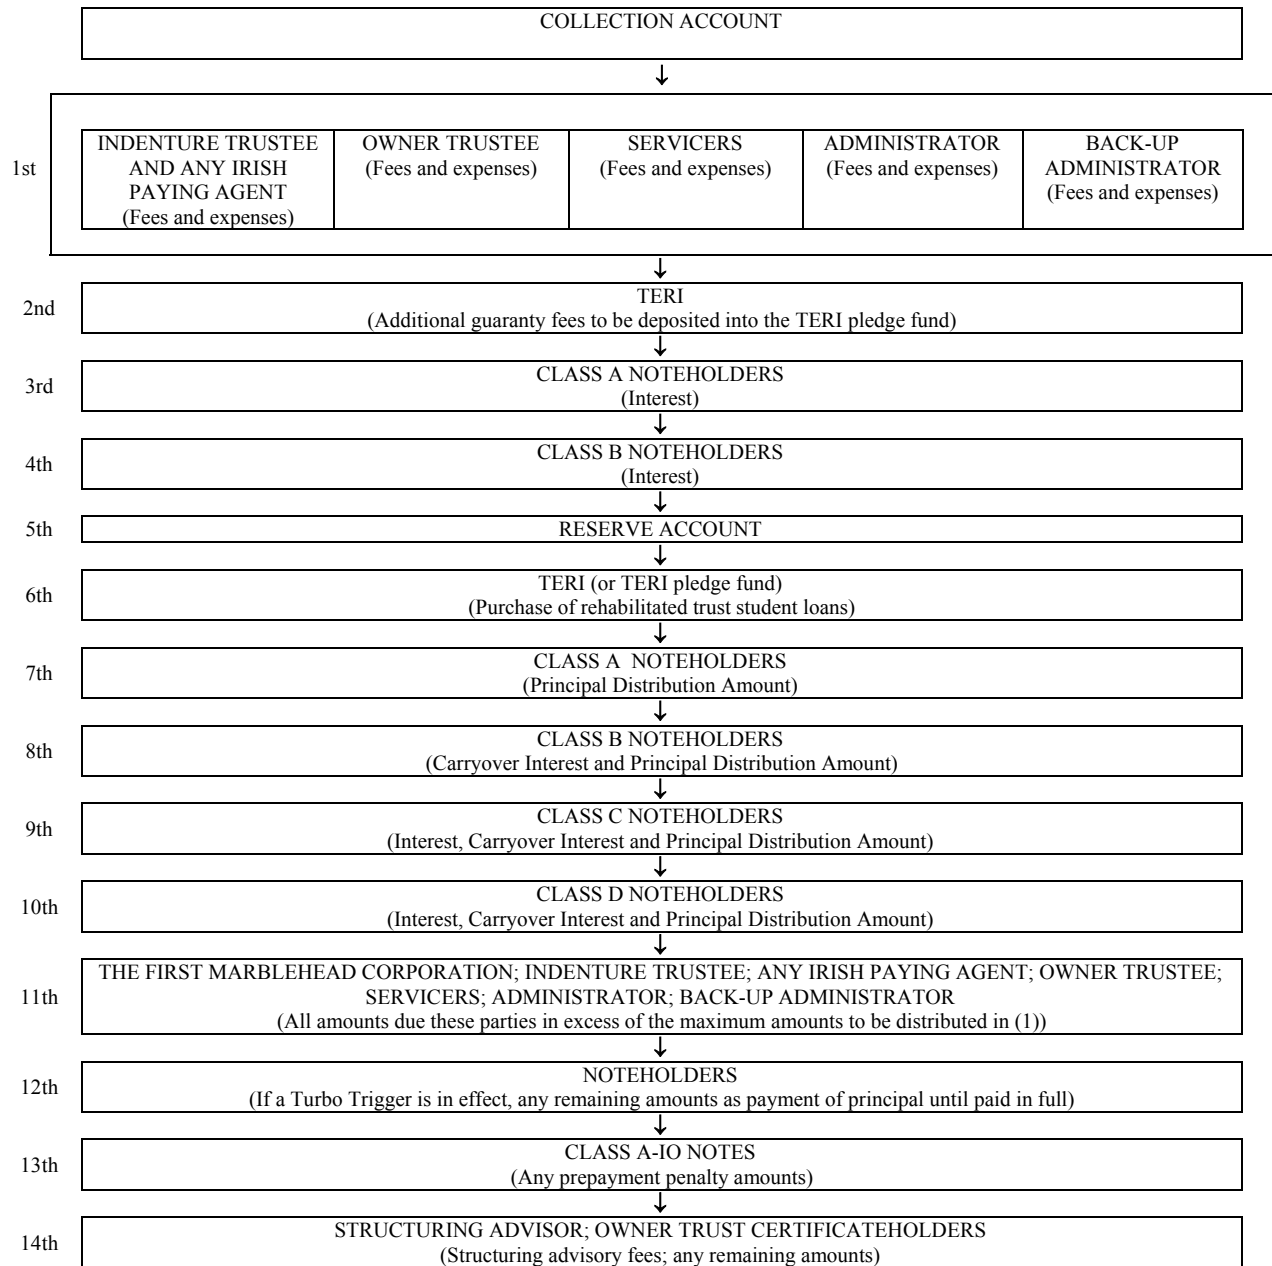 COLLECTION ACCOUNT
↓
1st
INDENTURE TRUSTEE
AND ANY IRISH
PAYING AGENT
(Fees and expenses)
OWNER TRUSTEE
(Fees and expenses)
SERVICERS
(Fees and expenses)
ADMINISTRATOR
(Fees and expenses)
BACK-UP
ADMINISTRATOR
(Fees and expenses)
↓
2nd
TERI
(Additional guaranty fees to be deposited into the TERI pledge fund)
↓
3rd
CLASS A NOTEHOLDERS
(Interest)
↓
4th
CLASS B NOTEHOLDERS
(Interest)
↓
5th
RESERVE ACCOUNT
↓
6th
TERI (or TERI pledge fund)
(Purchase of rehabilitated trust student loans)
↓
7th
CLASS A NOTEHOLDERS
(Principal Distribution Amount)
↓
8th
CLASS B NOTEHOLDERS
(Carryover Interest and Principal Distribution Amount)
↓
9th
CLASS C NOTEHOLDERS
(Interest, Carryover Interest and Principal Distribution Amount)
↓
10th
CLASS D NOTEHOLDERS
(Interest, Carryover Interest and Principal Distribution Amount)
↓
11th
THE FIRST MARBLEHEAD CORPORATION; INDENTURE TRUSTEE; ANY IRISH PAYING AGENT; OWNER TRUSTEE;
SERVICERS; ADMINISTRATOR; BACK-UP ADMINISTRATOR
(All amounts due these parties in excess of the maximum amounts to be distributed in (1))
↓
12th
NOTEHOLDERS
(If a Turbo Trigger is in effect, any remaining amounts as payment of principal until paid in full)
↓
13th
CLASS A-IO NOTES
(Any prepayment penalty amounts)
↓
14th
STRUCTURING ADVISOR; OWNER TRUST CERTIFICATEHOLDERS
(Structuring advisory fees; any remaining amounts)